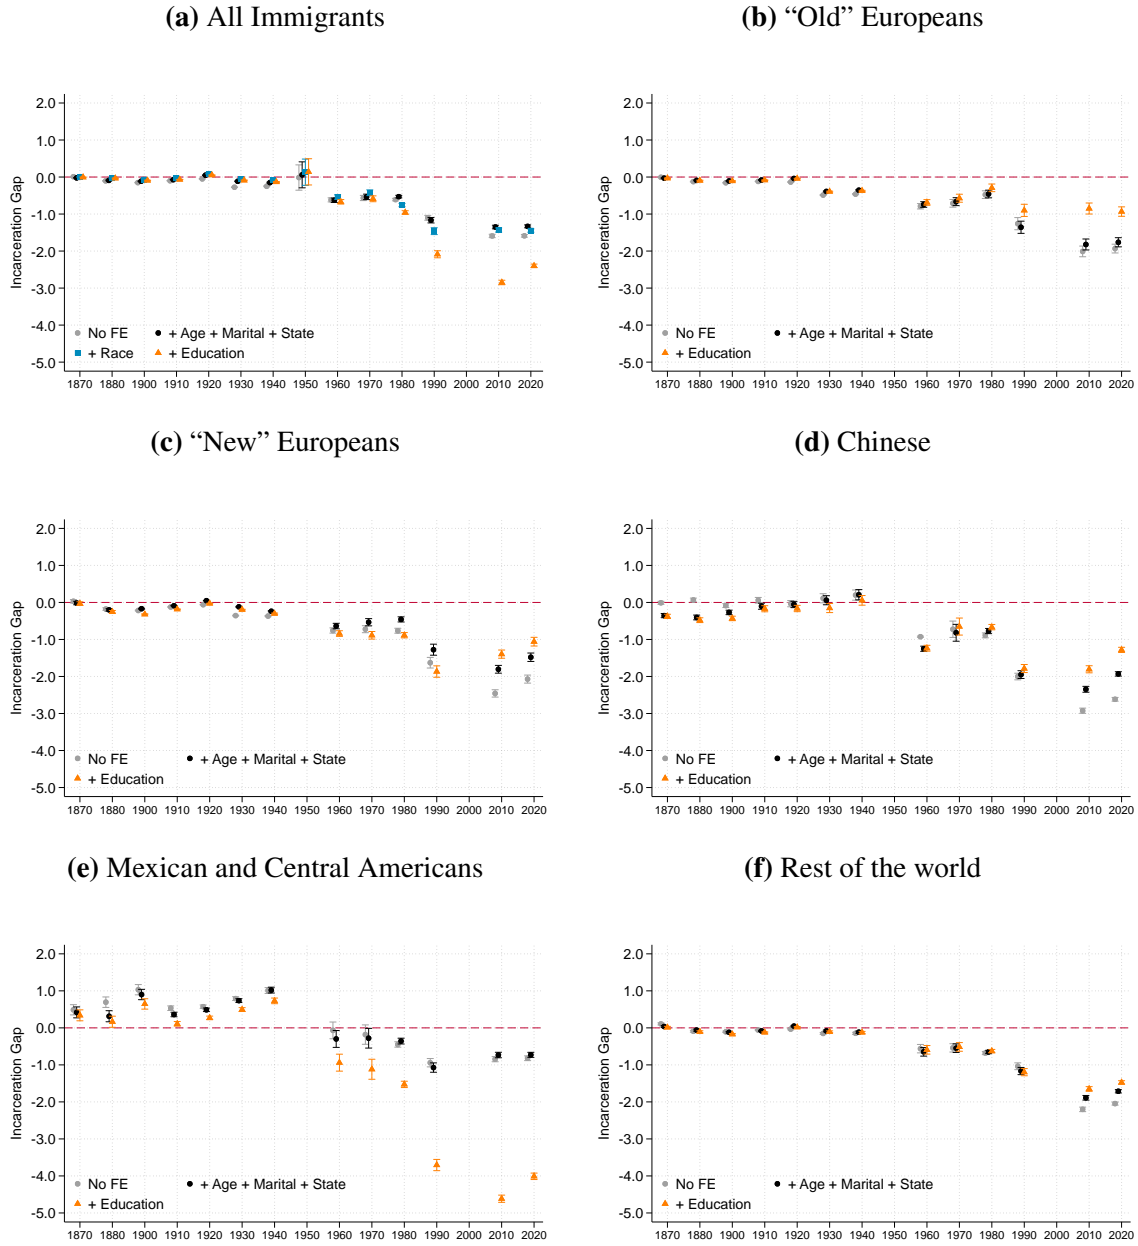 (a) All Immigrants
2.0
1.0
0.0
-1.0
-2.0
-3.0
-4.0
-5.0
Incarceration Gap
No FE
+ Age + Marital + State
+ Race
+ Education
1870 1880 1900 1910 1920 1930 1940 1950 1960 1970 1980 1990 2000 2010 2020
(b) “Old” Europeans
2.0
1.0
0.0
-1.0
-2.0
-3.0
-4.0
-5.0
Incarceration Gap
No FE
+ Age + Marital + State
+ Education
1870 1880 1900 1910 1920 1930 1940 1950 1960 1970 1980 1990 2000 2010 2020
(c) “New” Europeans
2.0
1.0
0.0
-1.0
-2.0
-3.0
-4.0
-5.0
Incarceration Gap
No FE
+ Age + Marital + State
+ Education
1870 1880 1900 1910 1920 1930 1940 1950 1960 1970 1980 1990 2000 2010 2020
(d) Chinese
2.0
1.0
0.0
-1.0
-2.0
-3.0
-4.0
-5.0
Incarceration Gap
No FE
+ Age + Marital + State
+ Education
1870 1880 1900 1910 1920 1930 1940 1950 1960 1970 1980 1990 2000 2010 2020
(e) Mexican and Central Americans
2.0
1.0
0.0
-1.0
-2.0
-3.0
-4.0
-5.0
Incarceration Gap
No FE
+ Age + Marital + State
+ Education
1870 1880 1900 1910 1920 1930 1940 1950 1960 1970 1980 1990 2000 2010 2020
(f) Rest of the world
2.0
1.0
0.0
-1.0
-2.0
-3.0
-4.0
-5.0
Incarceration Gap
No FE
+ Age + Marital + State
+ Education
1870 1880 1900 1910 1920 1930 1940 1950 1960 1970 1980 1990 2000 2010 2020